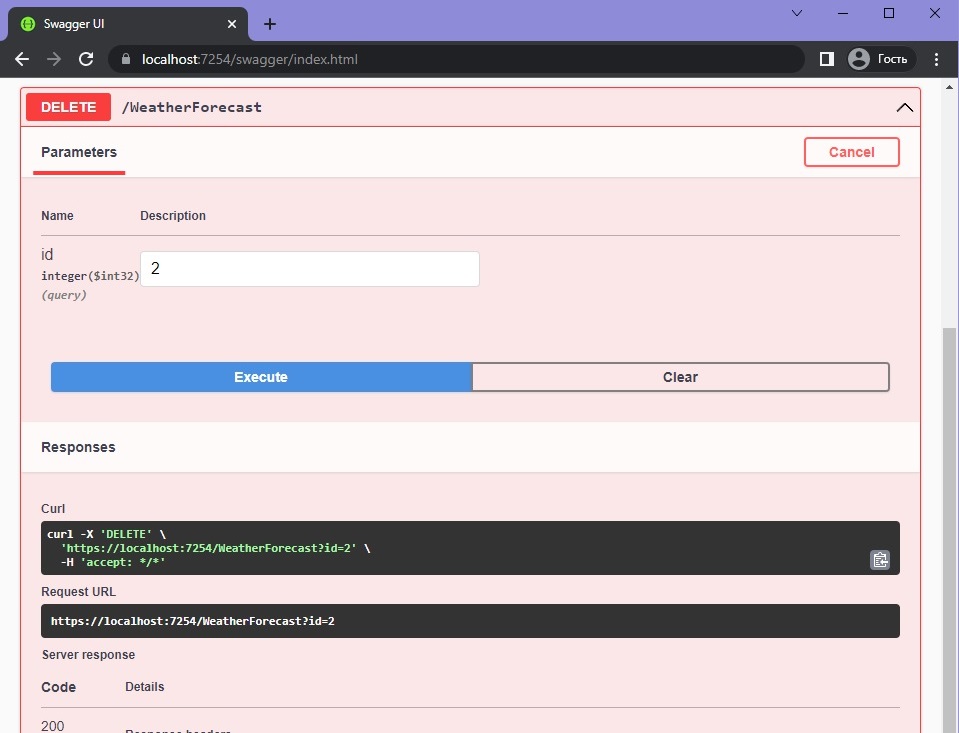 Swagger UI
localhost:7254/swagger/index.html
Гость
DELETE /WeatherForecast
Parameters
Cancel
Name Description
id
integer($int32)
(query)
2
Execute Clear
Responses
Curl
curl -X 'DELETE' \
'https://localhost:7254/WeatherForecast?id=2' \
-H 'accept: */*'
Request URL
https://localhost:7254/WeatherForecast?id=2
Server response
Code Details
200
Response headers